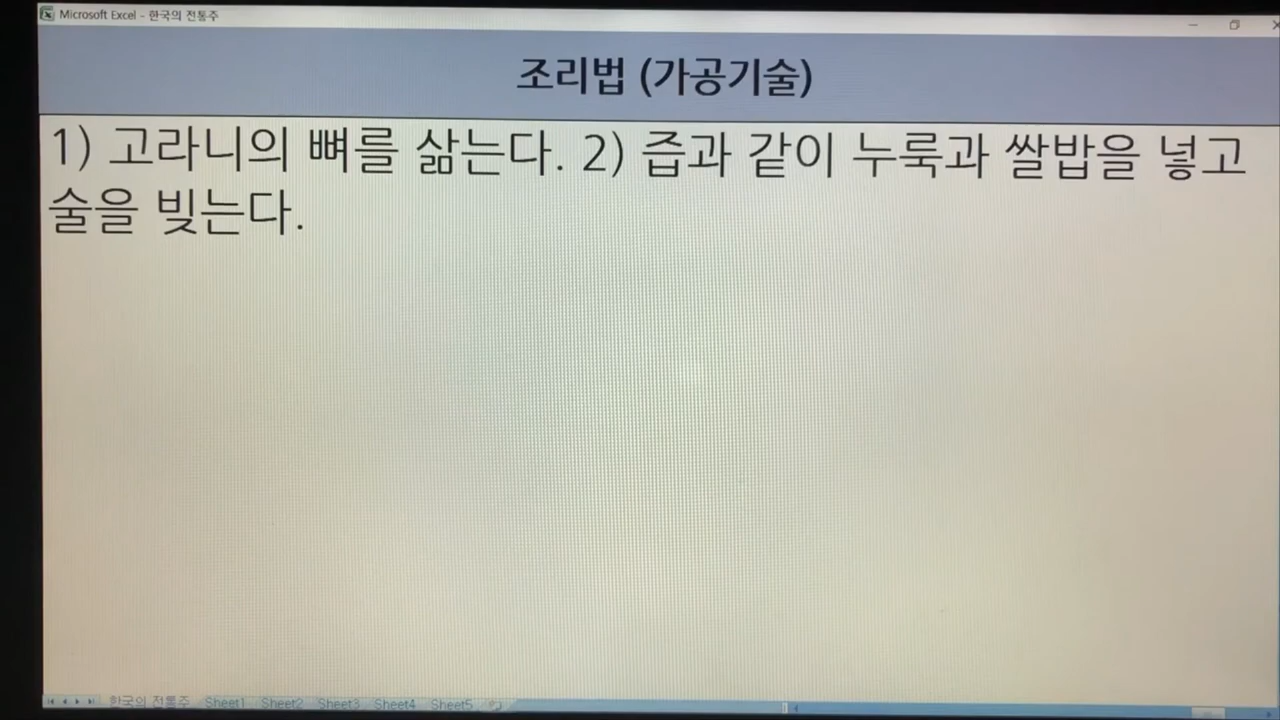 Microsoft Excel - 한국의 전통주
조리법 (가공기술)
1) 고라니의 뼈를 삶는다. 2) 즙과 같이 누룩과 쌀밥을 넣고
술을 빚는다.
한국의 전통주 Sheet1 Sheet2 Sheet3 Sheet4 Sheet5